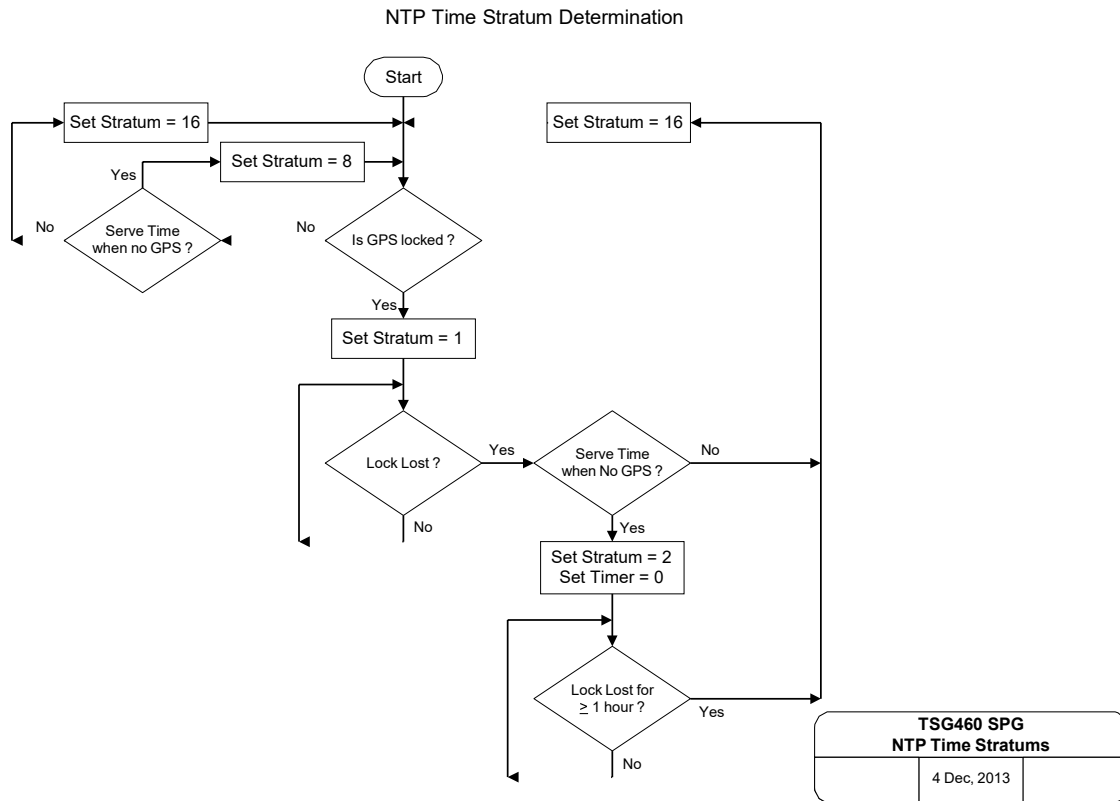 NTP Time Stratum Determination
Start
Set Stratum = 16
Set Stratum = 16
Set Stratum = 8
Yes
No
Serve Time
when no GPS ?
No
Is GPS locked ?
Yes
Set Stratum = 1
Lock Lost ?
Yes
Serve Time
when No GPS ?
No
No
Yes
Set Stratum = 2
Set Timer = 0
Lock Lost for
≥ 1 hour ?
Yes
No
TSG460 SPG
NTP Time Stratums
4 Dec, 2013